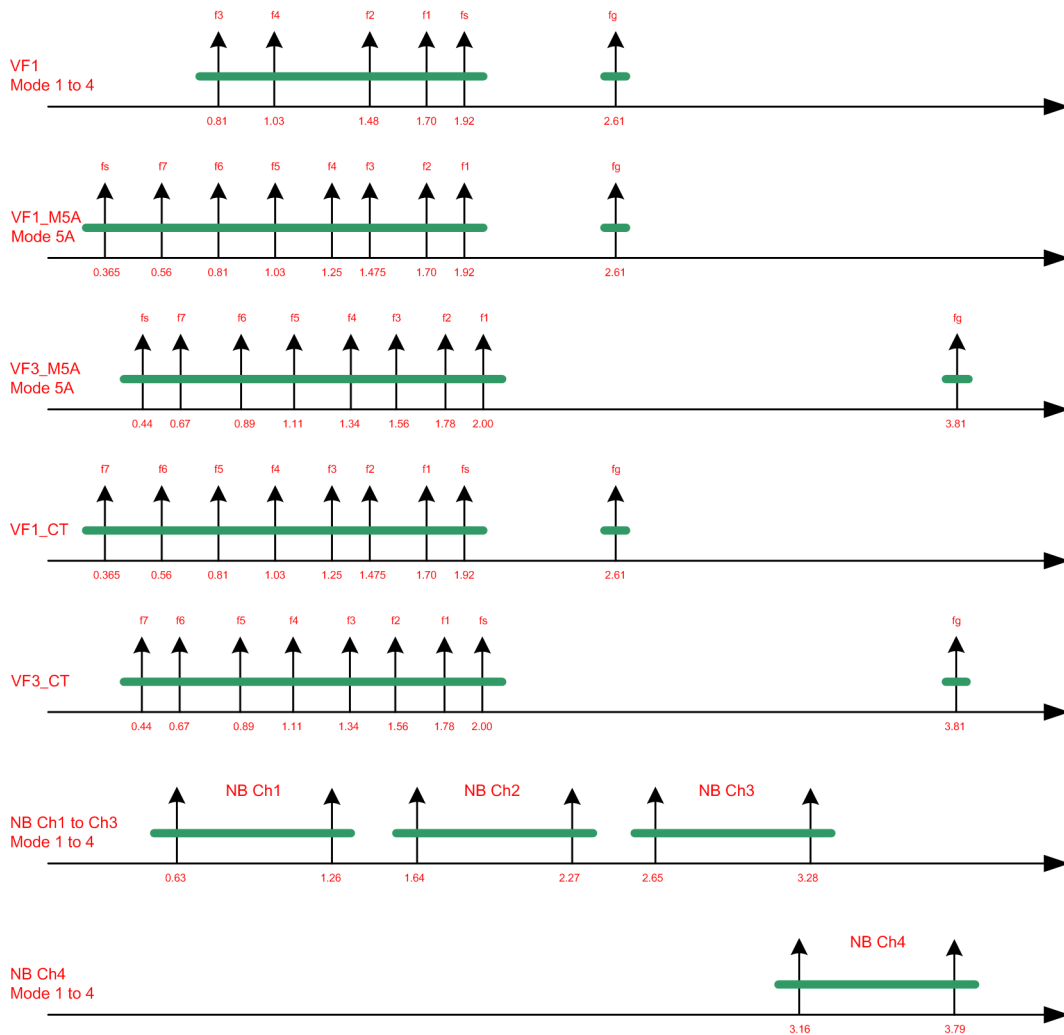 f3 f4 f2 f1 fs fg
VF1
Mode 1 to 4
0.81 1.03 1.48 1.70 1.92 2.61
fs f7 f6 f5 f4 f3 f2 f1 fg
VF1_M5A
Mode 5A
0.365 0.56 0.81 1.03 1.25 1.475 1.70 1.92 2.61
fs f7 f6 f5 f4 f3 f2 f1 fg
VF3_M5A
Mode 5A
0.44 0.67 0.89 1.11 1.34 1.56 1.78 2.00 3.81
f7 f6 f5 f4 f3 f2 f1 fs fg
VF1_CT
0.365 0.56 0.81 1.03 1.25 1.475 1.70 1.92 2.61
f7 f6 f5 f4 f3 f2 f1 fs fg
VF3_CT
0.44 0.67 0.89 1.11 1.34 1.56 1.78 2.00 3.81
NB Ch1 NB Ch2 NB Ch3
NB Ch1 to Ch3
Mode 1 to 4
0.63 1.26 1.64 2.27 2.65 3.28
NB Ch4
NB Ch4
Mode 1 to 4
3.16 3.79